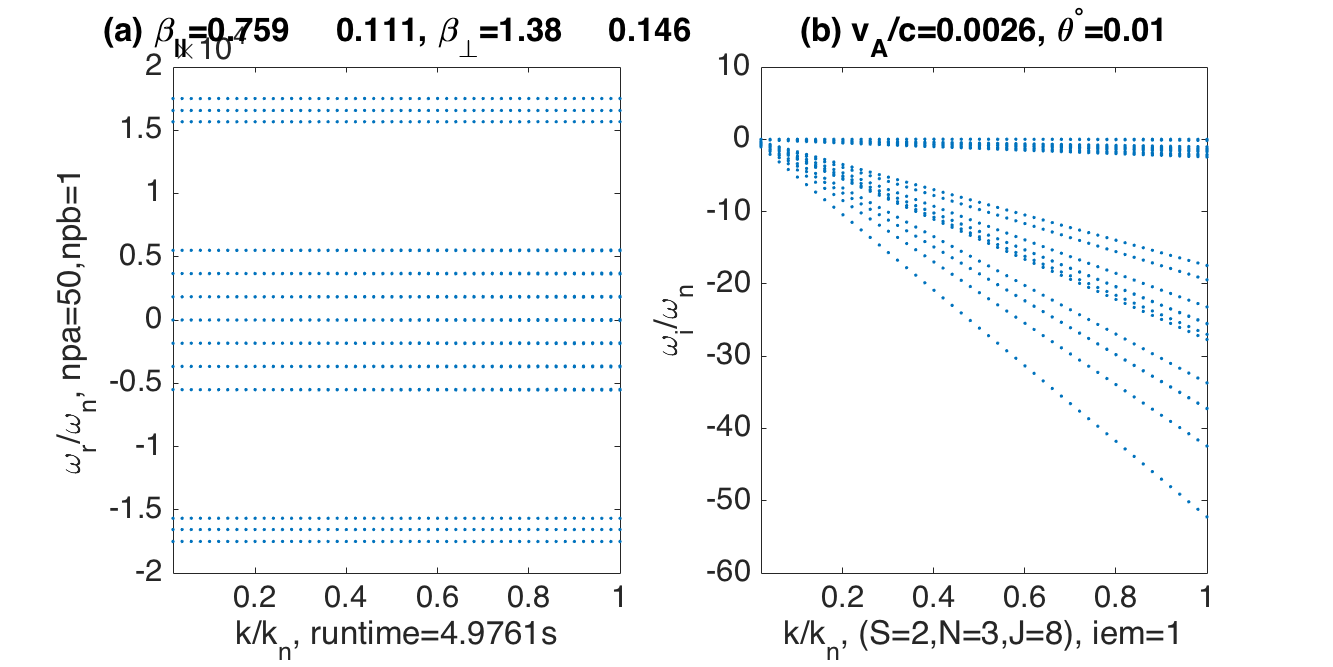 (a) β∥=0.759 0.111, β⊥=1.38 0.146
×10⁴
2
1.5
1
0.5
0
-0.5
-1
-1.5
-2
ωr/ωn, npa=50,npb=1
0.2 0.4 0.6 0.8 1
k/kn, runtime=4.9761s
(b) vA/c=0.0026, θ°=0.01
10
0
-10
-20
-30
-40
-50
-60
ωi/ωn
0.2 0.4 0.6 0.8 1
k/kn, (S=2,N=3,J=8), iem=1